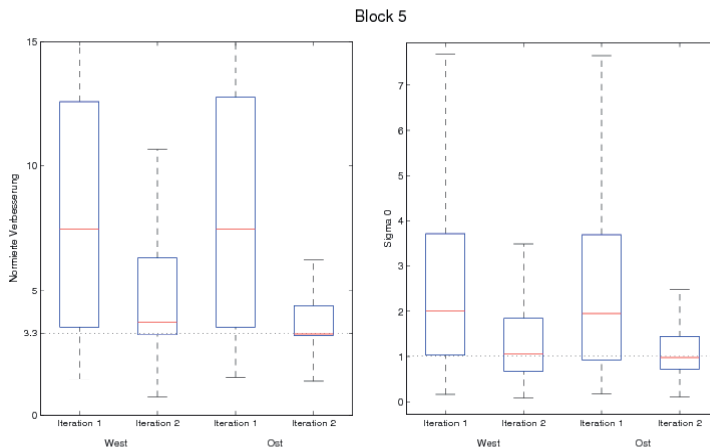 Block 5
Normierte Verbesserung
15
10
5
3.3
0
Iteration 1 Iteration 2 Iteration 1 Iteration 2
West Ost
Sigma 0
7
6
5
4
3
2
1
0
Iteration 1 Iteration 2 Iteration 1 Iteration 2
West Ost